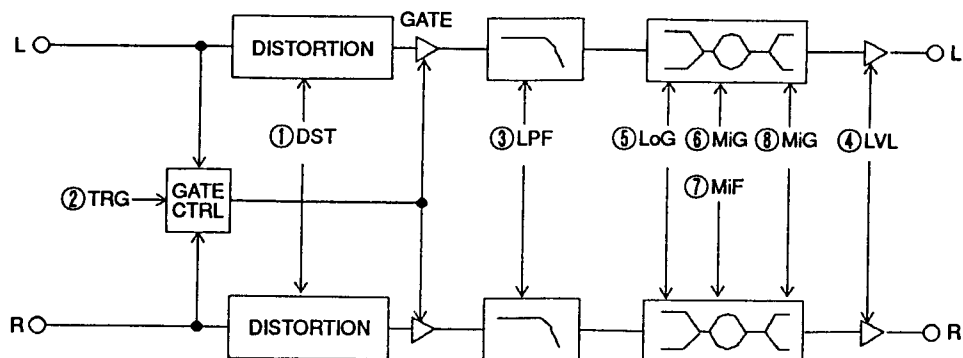 GATE
L DISTORTION L
①DST ③LPF ⑤LoG ⑥MiG ⑧MiG ④LVL
②TRG GATE CTRL ⑦MiF
R DISTORTION R